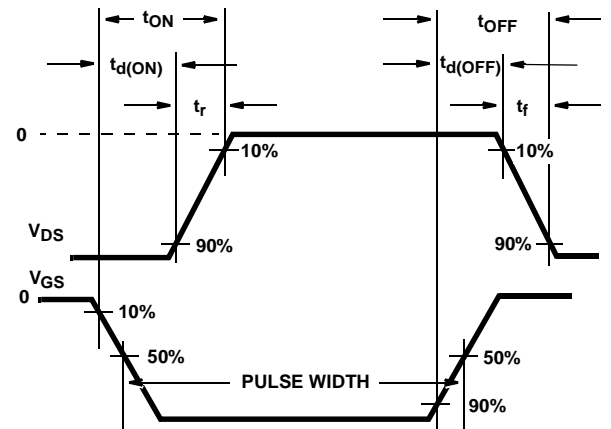 tON
tOFF
td(ON)
td(OFF)
tr
tf
0
10%
10%
VDS
90%
90%
VGS
0
10%
50%
50%
PULSE WIDTH
90%